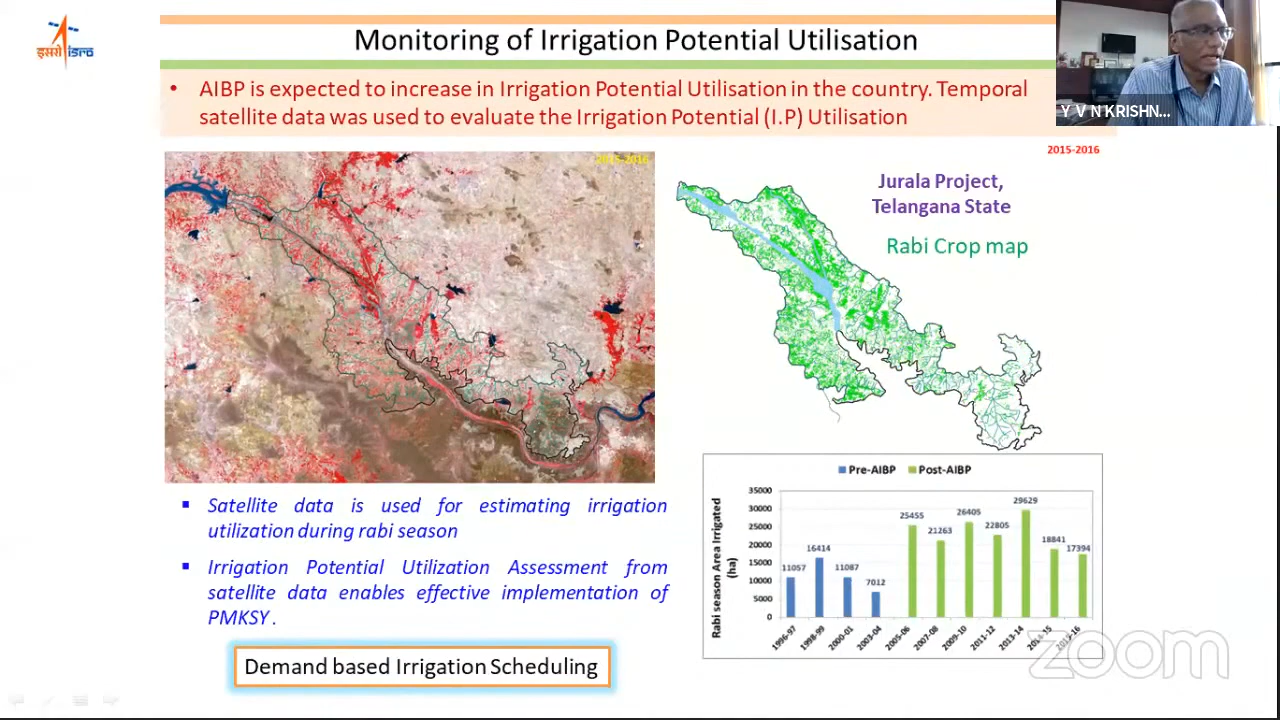 इसरो isro
Monitoring of Irrigation Potential Utilisation
• AIBP is expected to increase in Irrigation Potential Utilisation in the country. Temporal
satellite data was used to evaluate the Irrigation Potential (I.P) Utilisation
Y V N KRISHN...
2015-2016
2015-2016
Jurala Project,
Telangana State
Rabi Crop map
▪ Satellite data is used for estimating irrigation
utilization during rabi season
▪ Irrigation Potential Utilization Assessment from
satellite data enables effective implementation of
PMKSY .
Demand based Irrigation Scheduling
Pre-AIBP Post-AIBP
Rabi season Area Irrigated
(ha)
35000
30000
25000
20000
15000
10000
5000
0
11057
16414
11087
7012
25455
21263
26405
22805
29629
18841
17394
1996-97
1998-99
2000-01
2003-04
2005-06
2007-08
2009-10
2011-12
2013-14
2014-15
2015-16
zoom